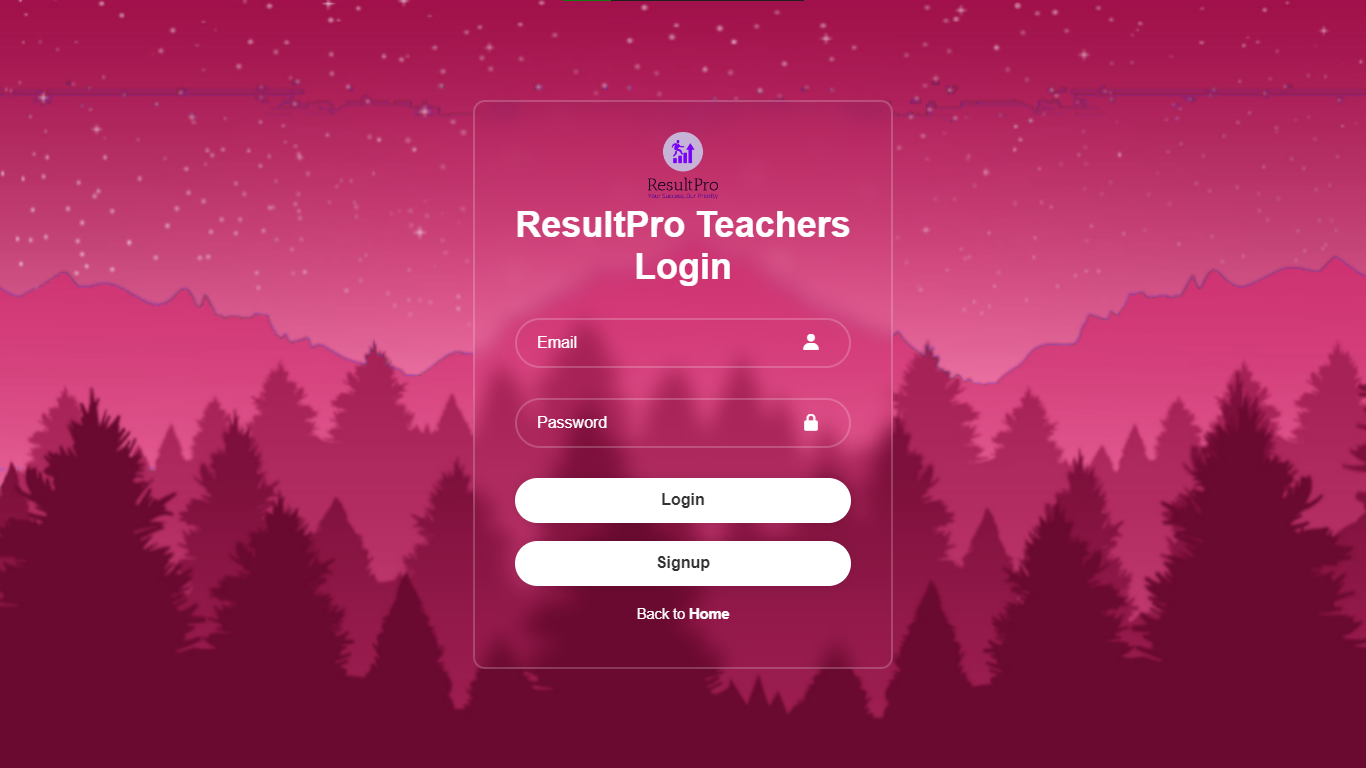 ResultPro
Your Success, Our Priority
ResultPro Teachers
Login
Email
Password
Login
Signup
Back to Home